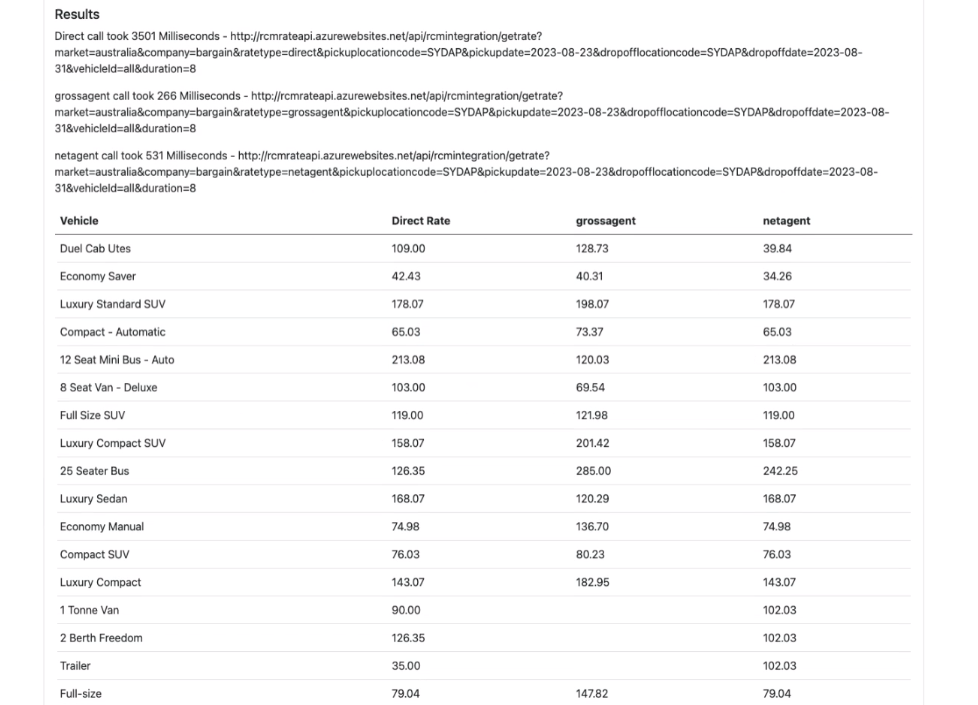 Results
Direct call took 3501 Milliseconds - http://rcmrateapi.azurewebsites.net/api/rcmintegration/getrate?
market=australia&company=bargain&ratetype=direct&pickuplocationcode=SYDAP&pickupdate=2023-08-23&dropofflocationcode=SYDAP&dropoffdate=2023-08-
31&vehicleId=all&duration=8
grossagent call took 266 Milliseconds - http://rcmrateapi.azurewebsites.net/api/rcmintegration/getrate?
market=australia&company=bargain&ratetype=grossagent&pickuplocationcode=SYDAP&pickupdate=2023-08-23&dropofflocationcode=SYDAP&dropoffdate=2023-08-
31&vehicleId=all&duration=8
netagent call took 531 Milliseconds - http://rcmrateapi.azurewebsites.net/api/rcmintegration/getrate?
market=australia&company=bargain&ratetype=netagent&pickuplocationcode=SYDAP&pickupdate=2023-08-23&dropofflocationcode=SYDAP&dropoffdate=2023-08-
31&vehicleId=all&duration=8
Vehicle Direct Rate grossagent netagent
Duel Cab Utes 109.00 128.73 39.84
Economy Saver 42.43 40.31 34.26
Luxury Standard SUV 178.07 198.07 178.07
Compact - Automatic 65.03 73.37 65.03
12 Seat Mini Bus - Auto 213.08 120.03 213.08
8 Seat Van - Deluxe 103.00 69.54 103.00
Full Size SUV 119.00 121.98 119.00
Luxury Compact SUV 158.07 201.42 158.07
25 Seater Bus 126.35 285.00 242.25
Luxury Sedan 168.07 120.29 168.07
Economy Manual 74.98 136.70 74.98
Compact SUV 76.03 80.23 76.03
Luxury Compact 143.07 182.95 143.07
1 Tonne Van 90.00 102.03
2 Berth Freedom 126.35 102.03
Trailer 35.00 102.03
Full-size 79.04 147.82 79.04